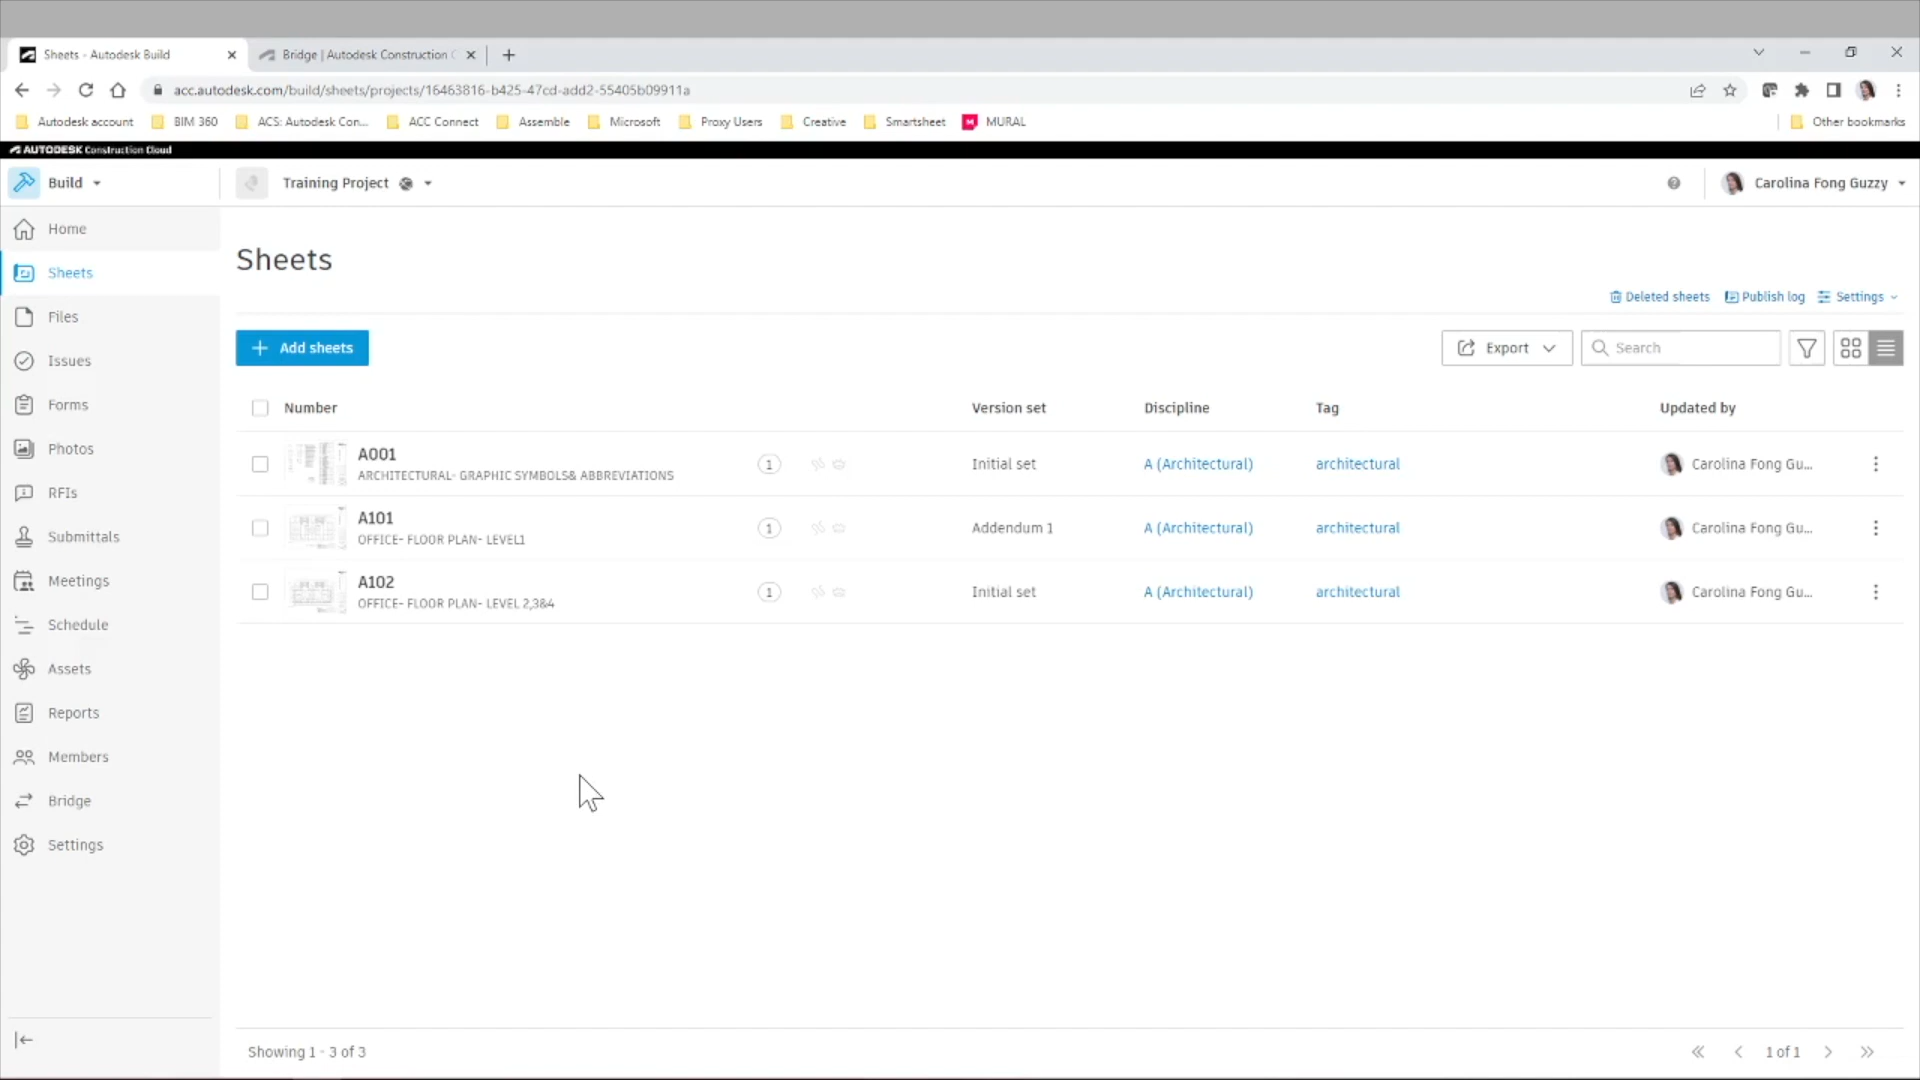 Sheets - Autodesk Build
Bridge | Autodesk Construction C
acc.autodesk.com/build/sheets/projects/16463816-b425-47cd-add2-55405b09911a
Autodesk account
BIM 360
ACS: Autodesk Con...
ACC Connect
Assemble
Microsoft
Proxy Users
Creative
Smartsheet
MURAL
Other bookmarks
AUTODESK Construction Cloud
Build
Training Project
Carolina Fong Guzzy
Home
Sheets
Files
Issues
Forms
Photos
RFIs
Submittals
Meetings
Schedule
Assets
Reports
Members
Bridge
Settings
Sheets
Deleted sheets
Publish log
Settings
+ Add sheets
Export
Search
Number
Version set
Discipline
Tag
Updated by
A001
ARCHITECTURAL- GRAPHIC SYMBOLS& ABBREVIATIONS
1
Initial set
A (Architectural)
architectural
Carolina Fong Gu...
A101
OFFICE- FLOOR PLAN- LEVEL1
1
Addendum 1
A (Architectural)
architectural
Carolina Fong Gu...
A102
OFFICE- FLOOR PLAN- LEVEL 2,3&4
1
Initial set
A (Architectural)
architectural
Carolina Fong Gu...
Showing 1 - 3 of 3
1 of 1